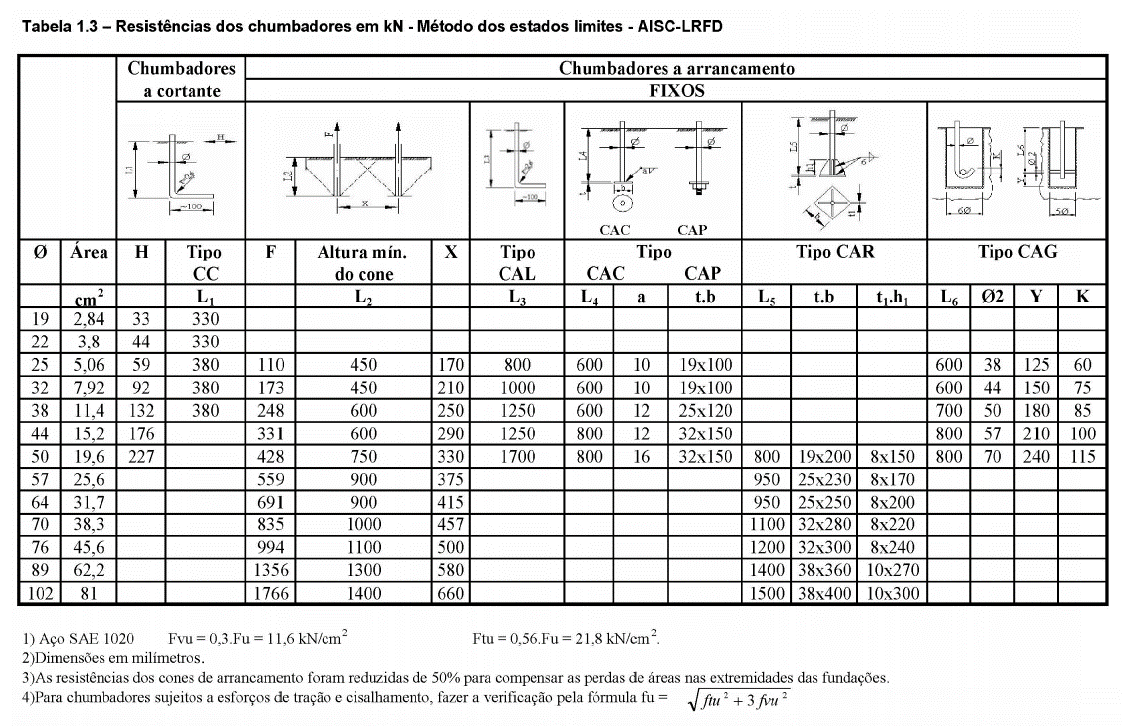 Tabela 1.3 – Resistências dos chumbadores em kN - Método dos estados limites - AISC-LRFD
Chumbadores a cortante Chumbadores a arrancamento
FIXOS
CAC CAP
Ø Área H Tipo CC F Altura mín. do cone X Tipo CAL Tipo CAC CAP Tipo CAR Tipo CAG
cm² L1 L2 L3 L4 a t.b L5 t.b t1.h1 L6 Ø2 Y K
19 2,84 33 330
22 3,8 44 330
25 5,06 59 380 110 450 170 800 600 10 19x100 600 38 125 60
32 7,92 92 380 173 450 210 1000 600 10 19x100 600 44 150 75
38 11,4 132 380 248 600 250 1250 600 12 25x120 700 50 180 85
44 15,2 176 331 600 290 1250 800 12 32x150 800 57 210 100
50 19,6 227 428 750 330 1700 800 16 32x150 800 19x200 8x150 800 70 240 115
57 25,6 559 900 375 950 25x230 8x170
64 31,7 691 900 415 950 25x250 8x200
70 38,3 835 1000 457 1100 32x280 8x220
76 45,6 994 1100 500 1200 32x300 8x240
89 62,2 1356 1300 580 1400 38x360 10x270
102 81 1766 1400 660 1500 38x400 10x300
1) Aço SAE 1020 Fvu = 0,3.Fu = 11,6 kN/cm² Ftu = 0,56.Fu = 21,8 kN/cm².
2)Dimensões em milímetros.
3)As resistências dos cones de arrancamento foram reduzidas de 50% para compensar as perdas de áreas nas extremidades das fundações.
4)Para chumbadores sujeitos a esforços de tração e cisalhamento, fazer a verificação pela fórmula fu = √ftu² + 3 fvu²